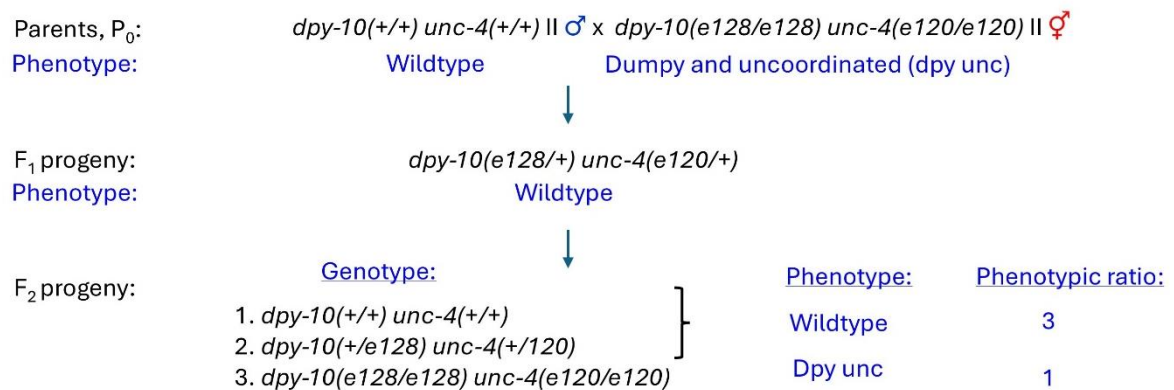 Parents, P₀: dpy-10(+/+) unc-4(+/+) II ♂ x dpy-10(e128/e128) unc-4(e120/e120) II ⚥
Phenotype: Wildtype Dumpy and uncoordinated (dpy unc)
F₁ progeny: dpy-10(e128/+) unc-4(e120/+)
Phenotype: Wildtype
F₂ progeny: Genotype: Phenotype: Phenotypic ratio:
1. dpy-10(+/+) unc-4(+/+)
Wildtype 3
2. dpy-10(+/e128) unc-4(+/120)
Dpy unc 1
3. dpy-10(e128/e128) unc-4(e120/e120)